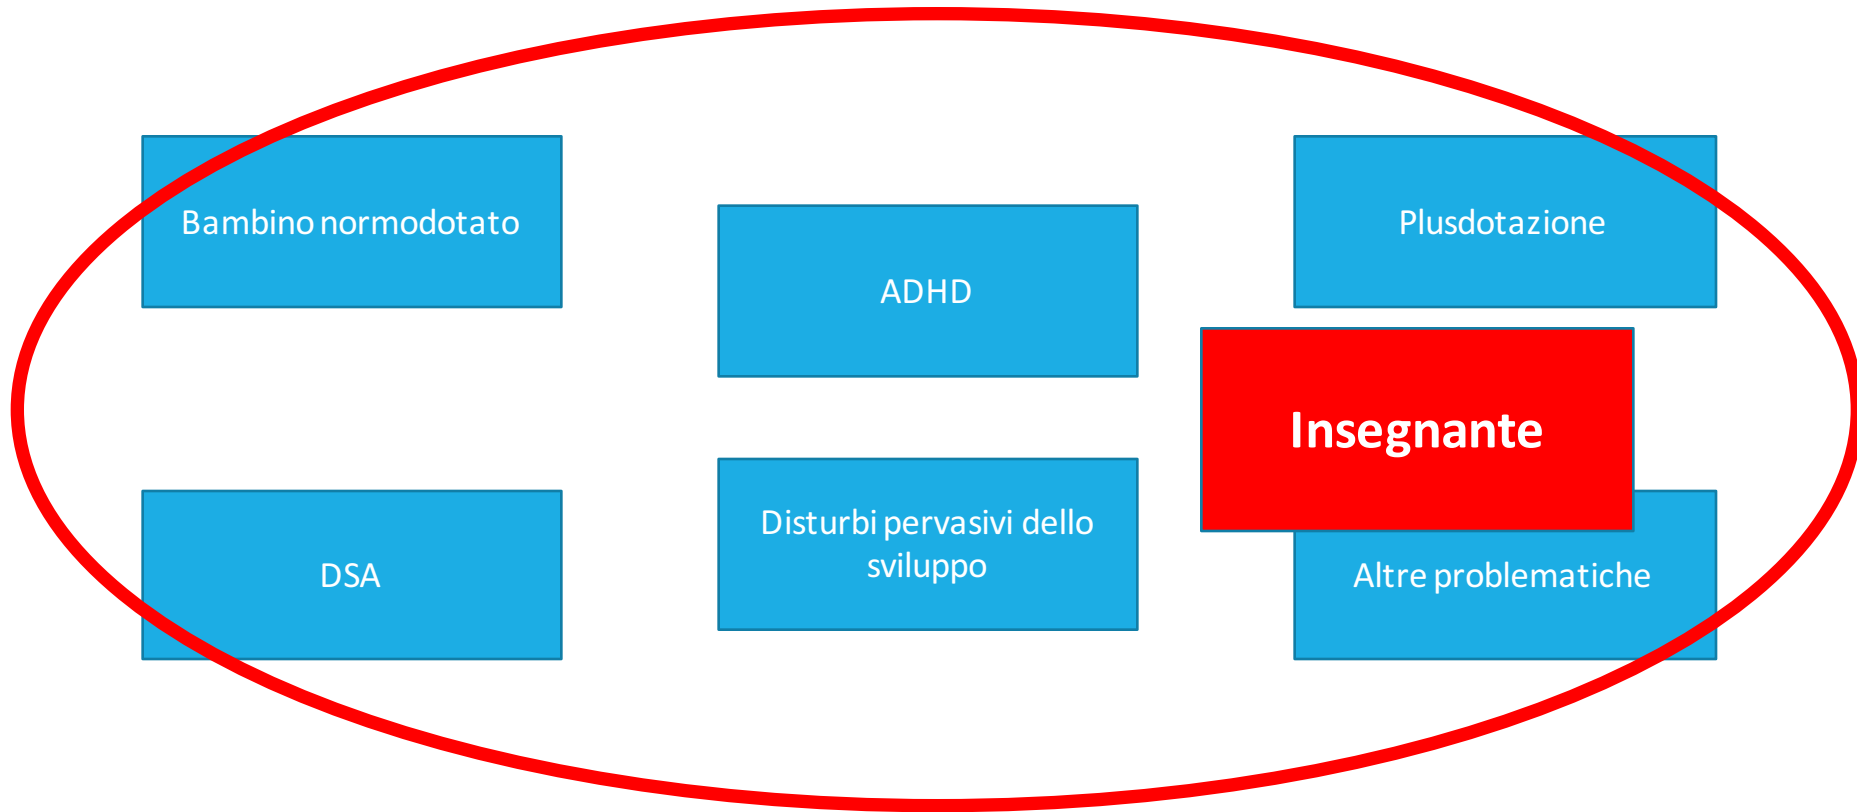 Bambino normodotato
ADHD
Plusdotazione
Insegnante
DSA
Disturbi pervasivi dello
sviluppo
Altre problematiche